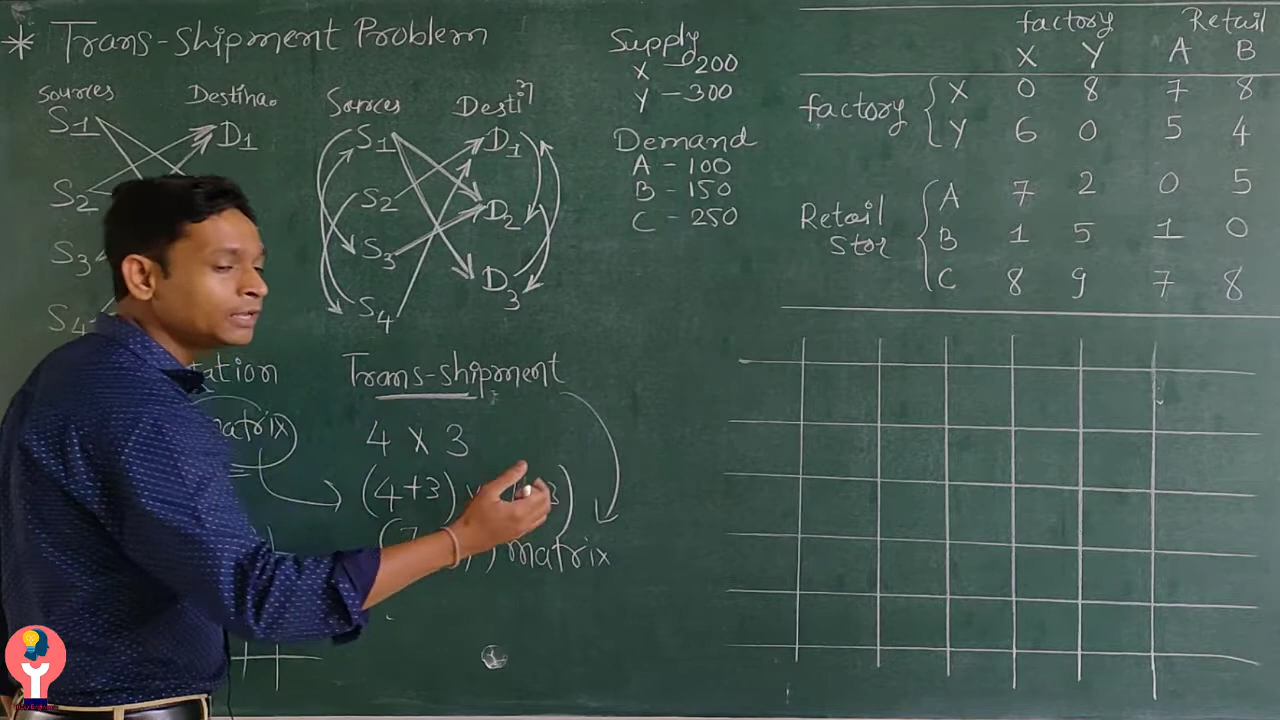 * Trans-shipment Problem
Sources Destina.
S1 D1
S2
S3
S4
Sources Desti
S1 D1
S2 D2
S3
S4 D3
Supply
X - 200
Y - 300
Demand
A - 100
B - 150
C - 250
factory Retail
X Y A B
factory { X 0 8 7 8
Y 6 0 5 4
Retail Stor { A 7 2 0 5
B 1 5 1 0
C 8 9 7 8
Trans-shipment
4 X 3
matrix
(4+3)
matrix